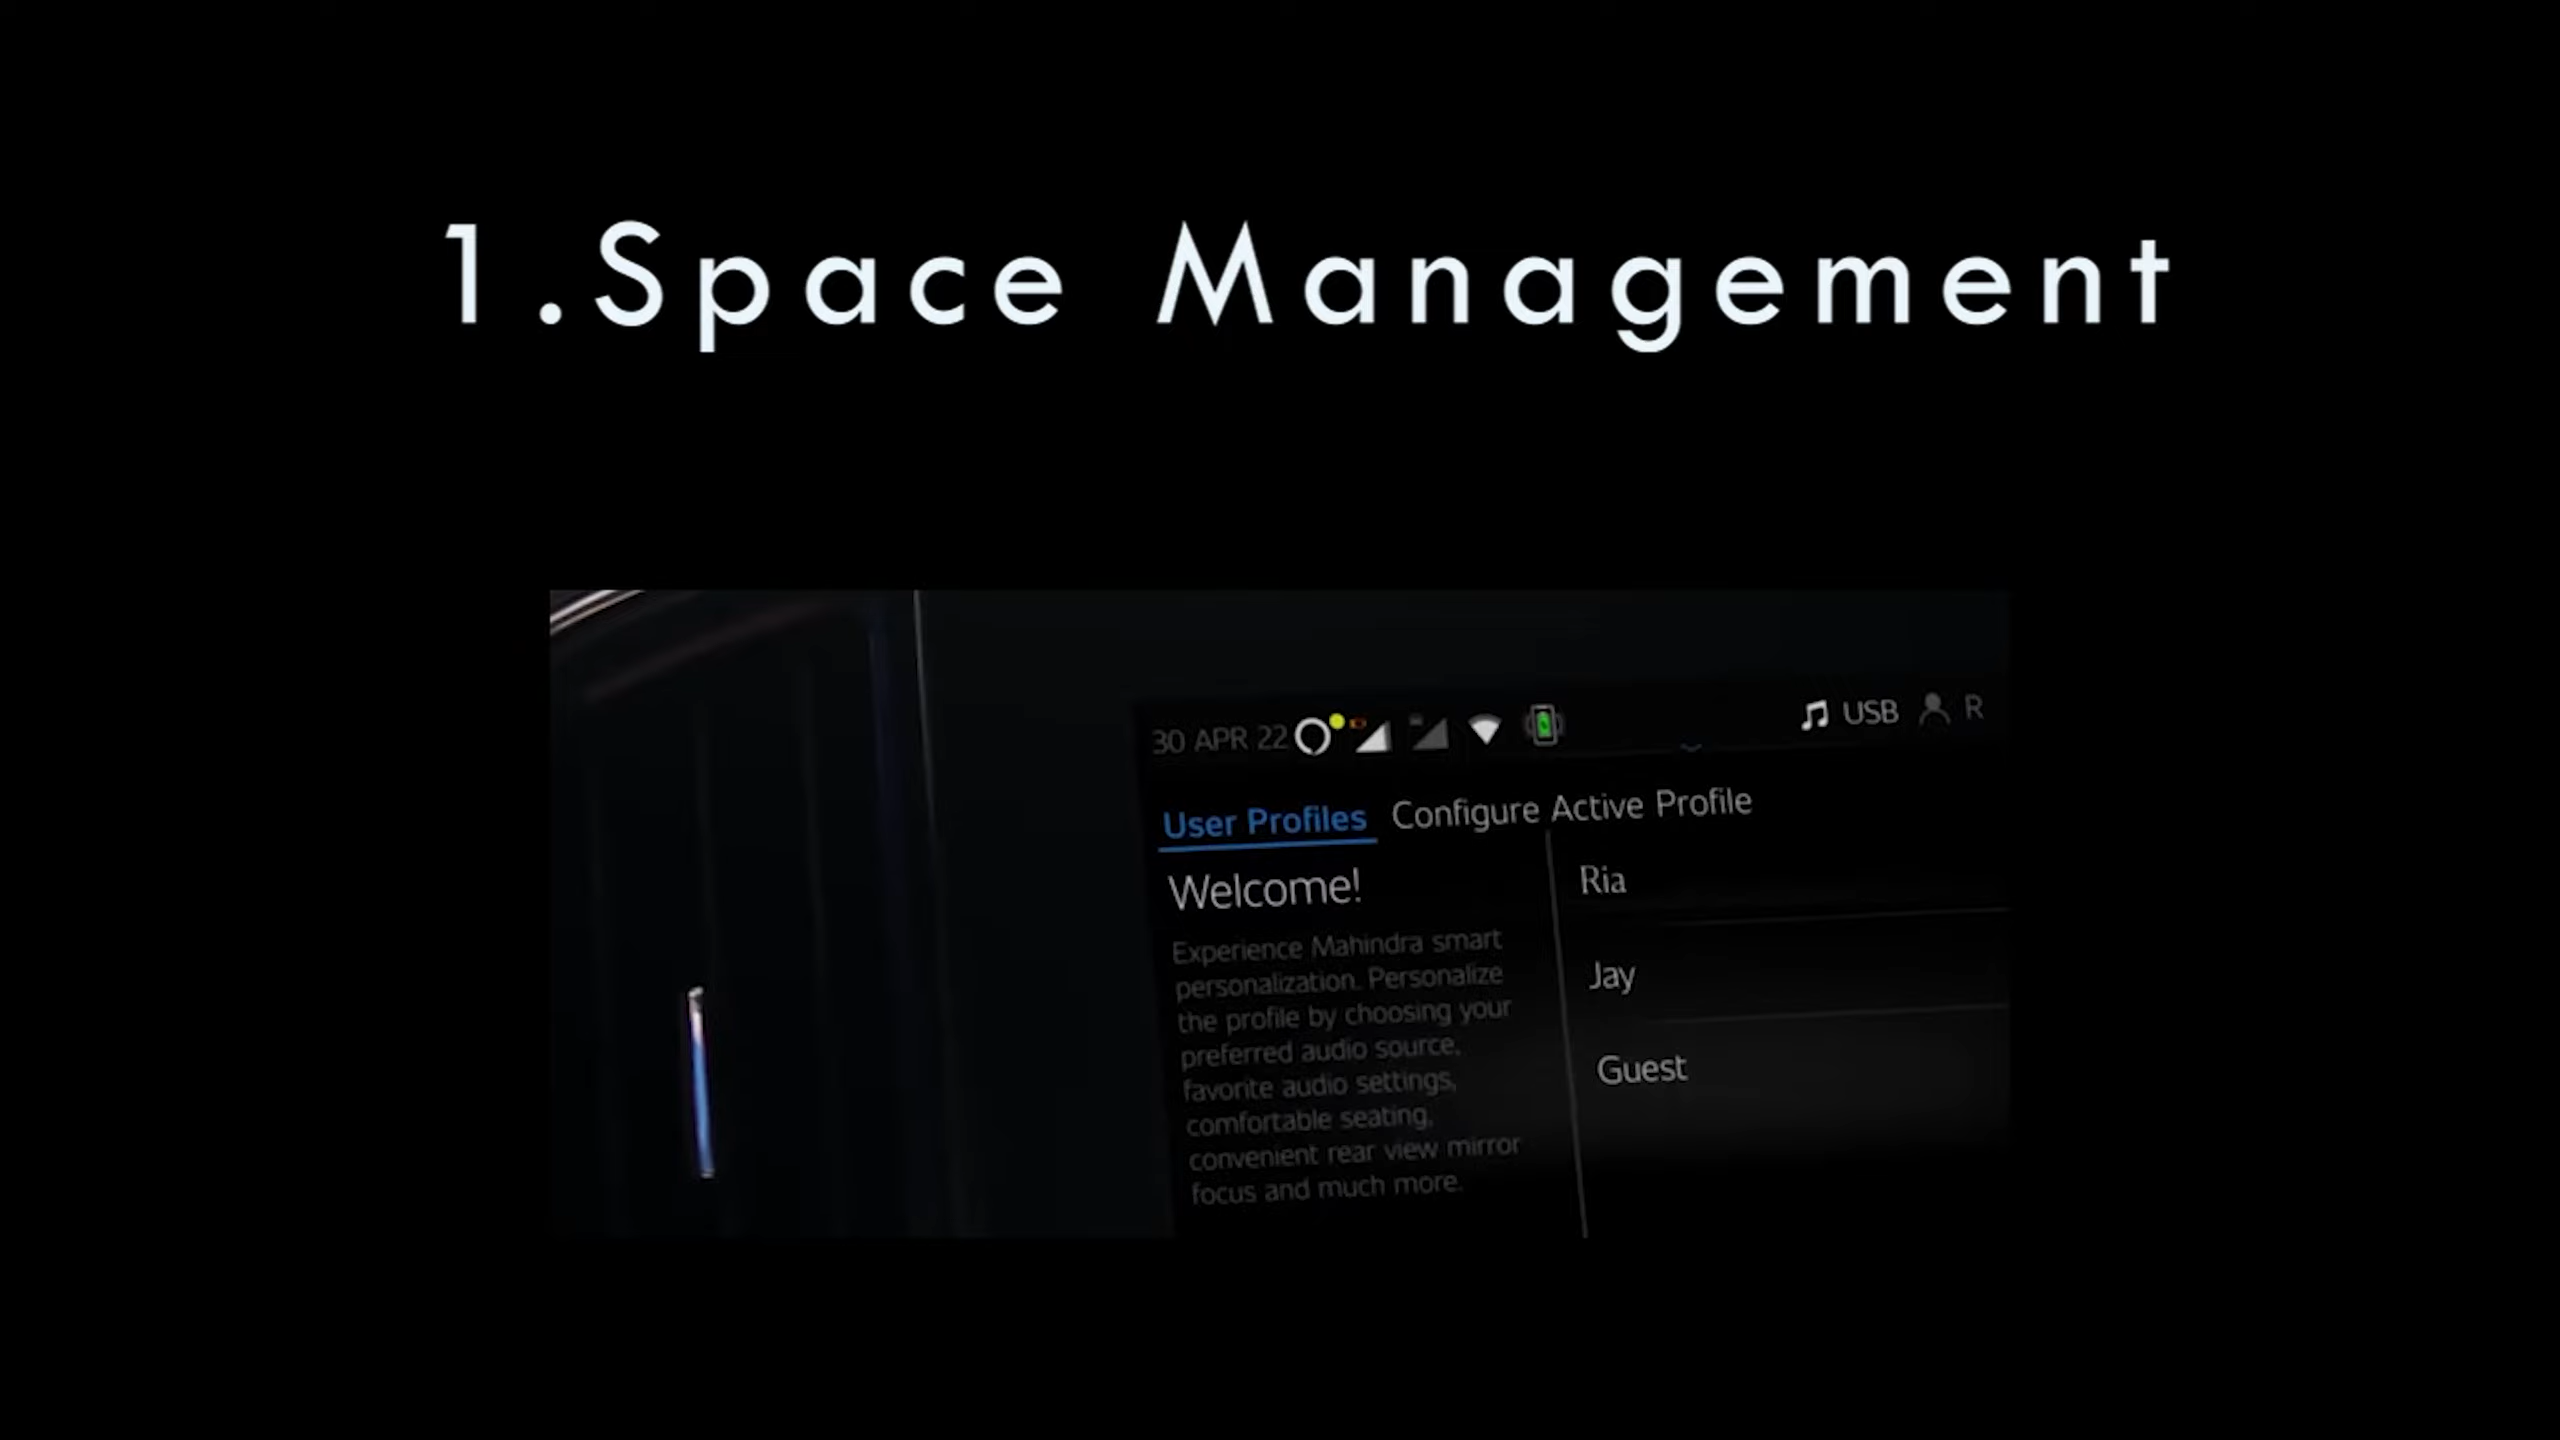 1.Space Management
30 APR 22 USB R
User Profiles Configure Active Profile
Welcome!
Experience Mahindra smart
personalization. Personalize
the profile by choosing your
preferred audio source,
favorite audio settings,
comfortable seating,
convenient rear view mirror
focus and much more.
Ria
Jay
Guest